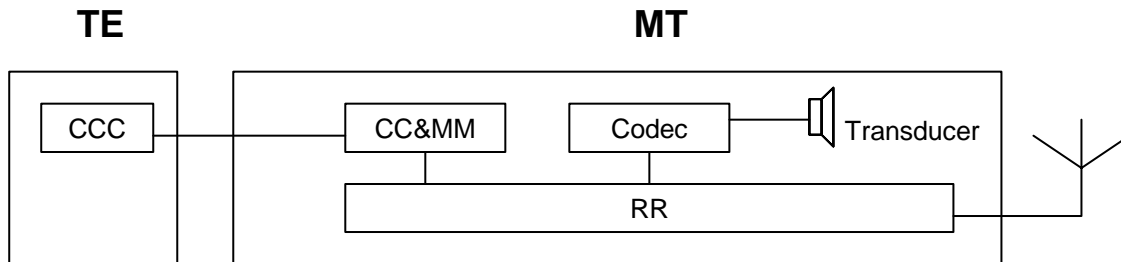 TE
MT
CCC
CC&MM
Codec
Transducer
RR